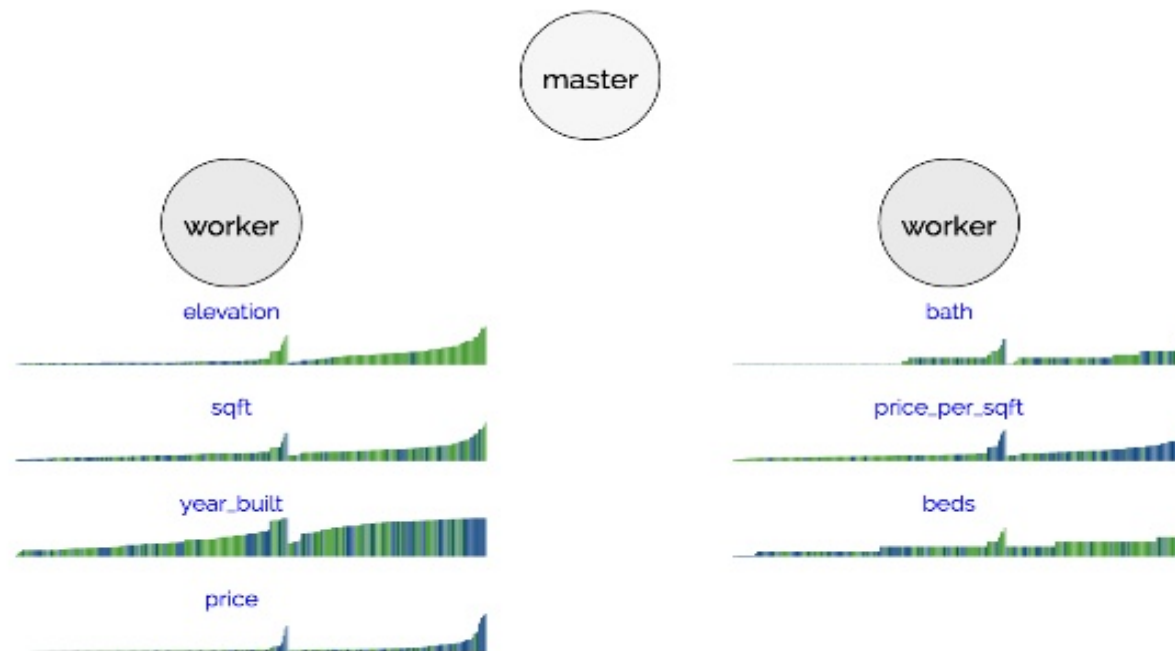 master
worker
worker
elevation
bath
sqft
price_per_sqft
year_built
beds
price